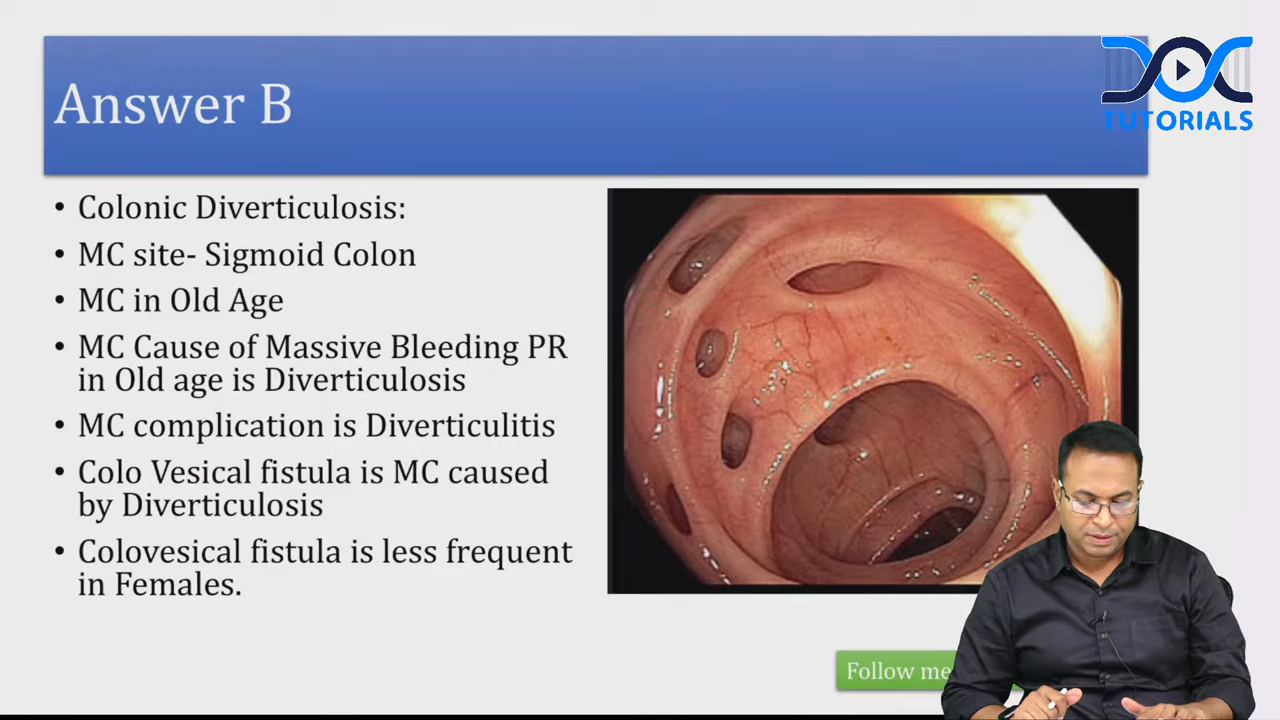 Answer B
DOC
TUTORIALS
• Colonic Diverticulosis:
• MC site- Sigmoid Colon
• MC in Old Age
• MC Cause of Massive Bleeding PR
in Old age is Diverticulosis
• MC complication is Diverticulitis
• Colo Vesical fistula is MC caused
by Diverticulosis
• Colovesical fistula is less frequent
in Females.
Follow me